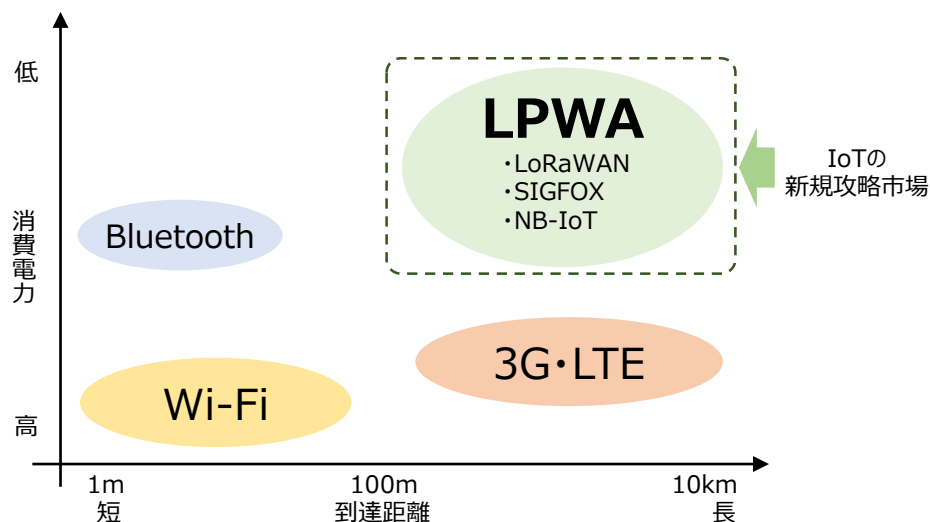 低
LPWA
・LoRaWAN
・SIGFOX
・NB-IoT
IoTの
新規攻略市場
消費電力
Bluetooth
3G・LTE
Wi-Fi
高
1m
短
100m
到達距離
10km
長